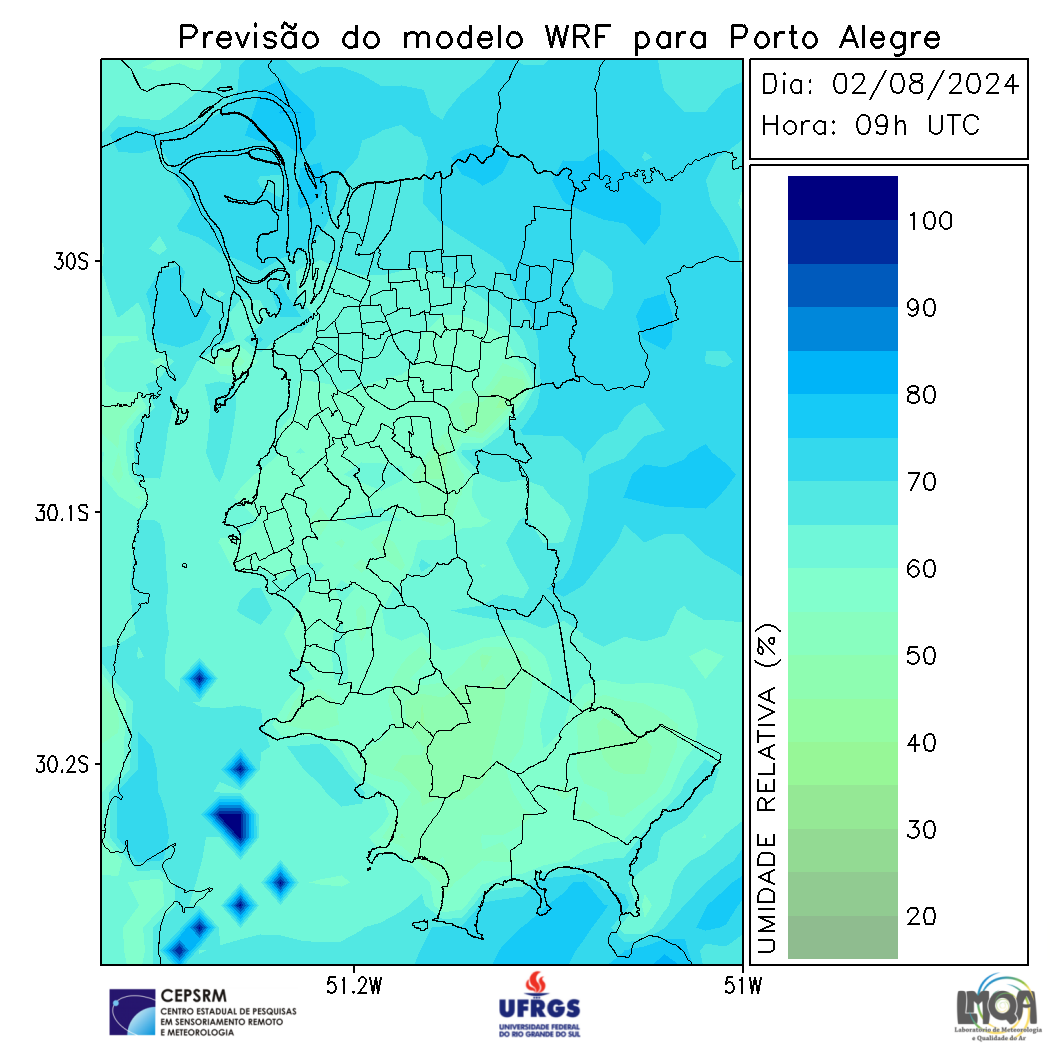 Previsão do modelo WRF para Porto Alegre
Dia: 02/08/2024
Hora: 09h UTC
30S
30.1S
30.2S
51.2W
51W
UMIDADE RELATIVA (%)
100
90
80
70
60
50
40
30
20
CEPSRM
CENTRO ESTADUAL DE PESQUISAS
EM SENSORIAMENTO REMOTO
E METEOROLOGIA
UFRGS
UNIVERSIDADE FEDERAL
DO RIO GRANDE DO SUL
LMQA
Laboratório de Meteorologia
e Qualidade do Ar